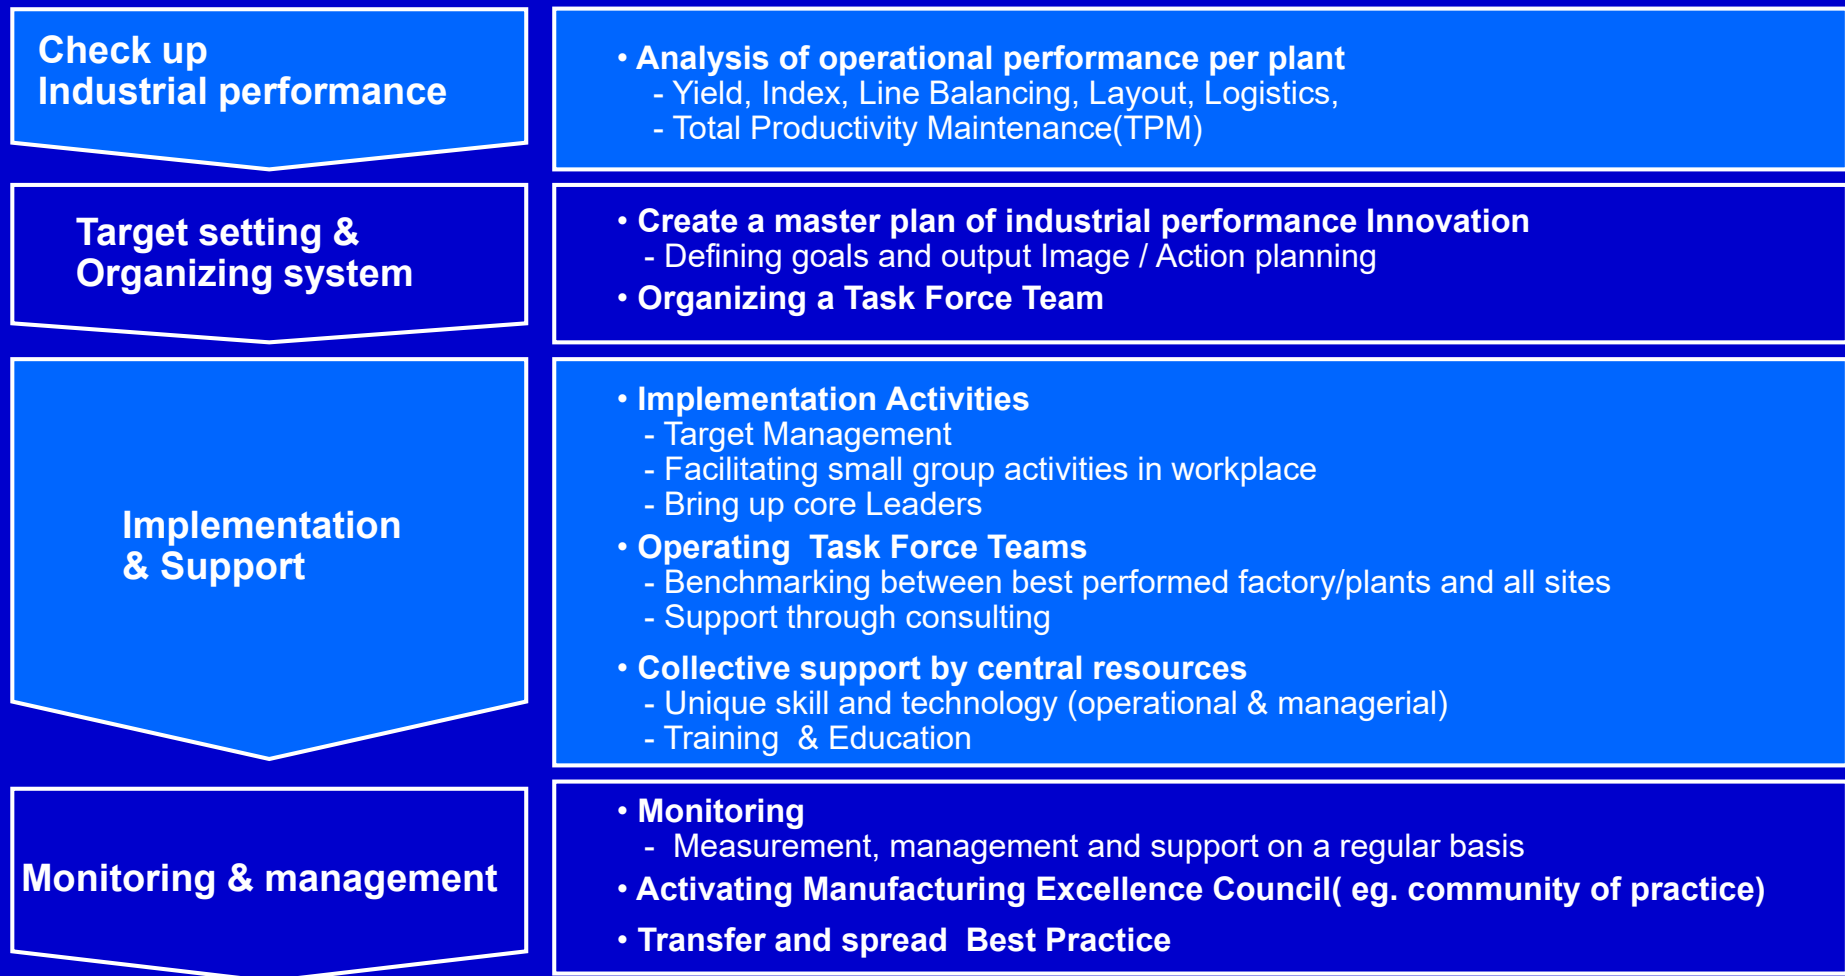 Check up
Industrial performance
• Analysis of operational performance per plant
- Yield, Index, Line Balancing, Layout, Logistics,
- Total Productivity Maintenance(TPM)
Target setting &
Organizing system
• Create a master plan of industrial performance Innovation
- Defining goals and output Image / Action planning
• Organizing a Task Force Team
Implementation
& Support
• Implementation Activities
- Target Management
- Facilitating small group activities in workplace
- Bring up core Leaders
• Operating  Task Force Teams
- Benchmarking between best performed factory/plants and all sites
- Support through consulting
• Collective support by central resources
- Unique skill and technology (operational & managerial)
- Training  & Education
Monitoring & management
• Monitoring
-  Measurement, management and support on a regular basis
• Activating Manufacturing Excellence Council( eg. community of practice)
• Transfer and spread  Best Practice